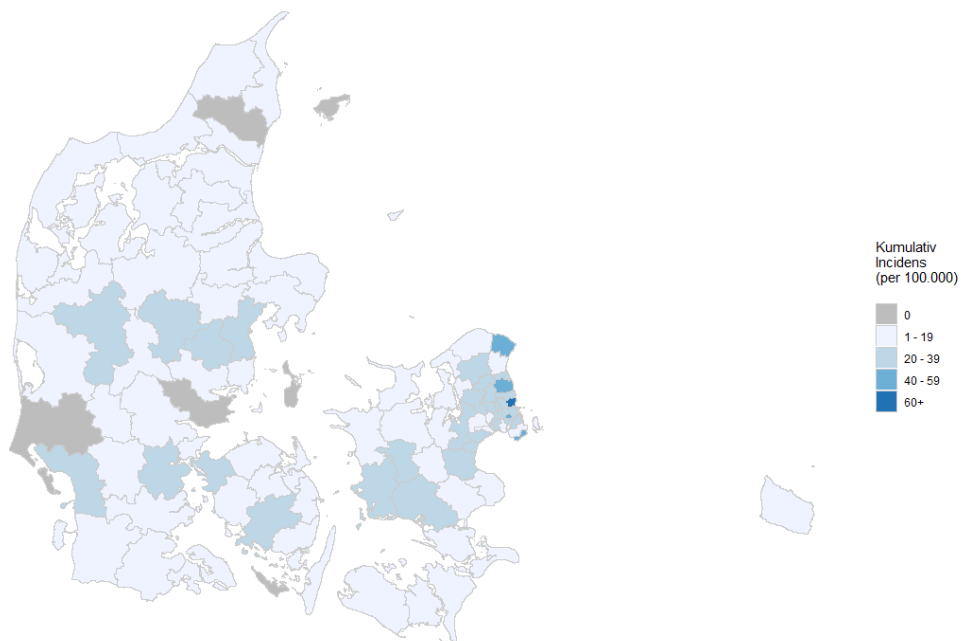 Kumulativ
Incidens
(per 100.000)
0
1 - 19
20 - 39
40 - 59
60+